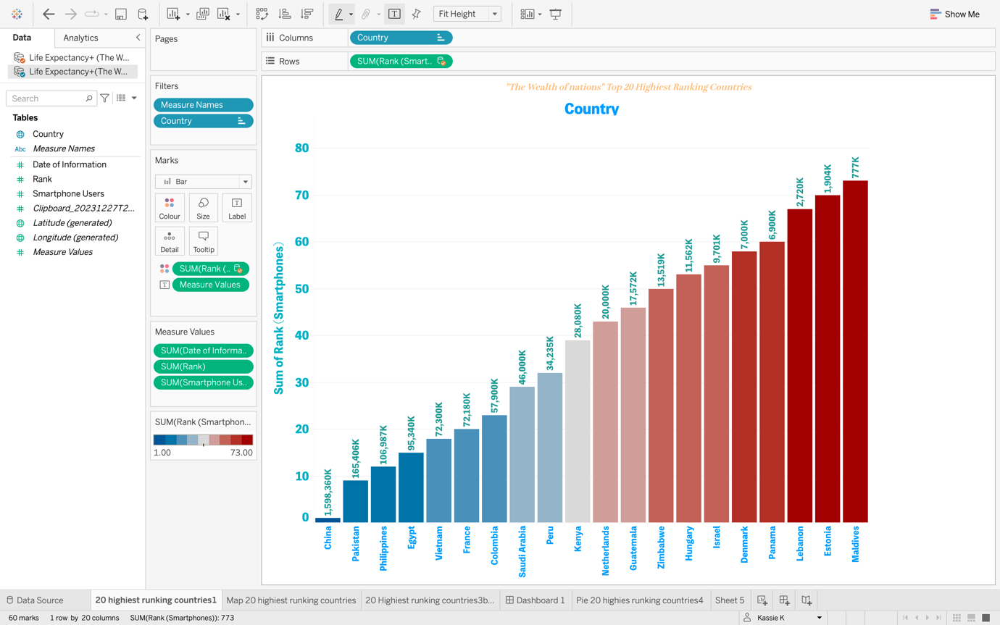 Fit Height
Show Me
Data
Analytics
Life Expectancy+ (The W...
Life Expectancy+(The W...
Search
Tables
Country
Abc
Measure Names
Date of Information
Rank
Smartphone Users
Clipboard_20231227T2...
Latitude (generated)
Longitude (generated)
Measure Values
Pages
Filters
Measure Names
Country
Marks
Bar
Colour
Size
Label
Detail
Tooltip
SUM(Rank (..
Measure Values
Measure Values
SUM(Date of Informa..
SUM(Rank)
SUM(Smartphone Us..
SUM(Rank (Smartphon...
1.00
73.00
Columns
Country
Rows
SUM(Rank (Smart..
"The Wealth of nations" Top 20 Highiest Ranking Countries
Country
Sum of Rank (Smartphones)
80
70
60
50
40
30
20
10
0
1,598,360K
165,406K
106,987K
95,340K
72,300K
72,180K
57,900K
46,000K
34,235K
28,080K
20,000K
17,572K
13,519K
11,562K
9,701K
7,000K
6,900K
2,720K
1,904K
777K
China
Pakistan
Philippines
Egypt
Vietnam
France
Colombia
Saudi Arabia
Peru
Kenya
Netherlands
Guatemala
Zimbabwe
Hungary
Israel
Denmark
Panama
Lebanon
Estonia
Maldives
Data Source
20 highest runking countries1
Map 20 highest runking countries
20 Highest runking countries3b...
Dashboard 1
Pie 20 highies runking countries4
Sheet 5
60 marks
1 row by 20 columns
SUM(Rank (Smartphones)): 773
Kassie K